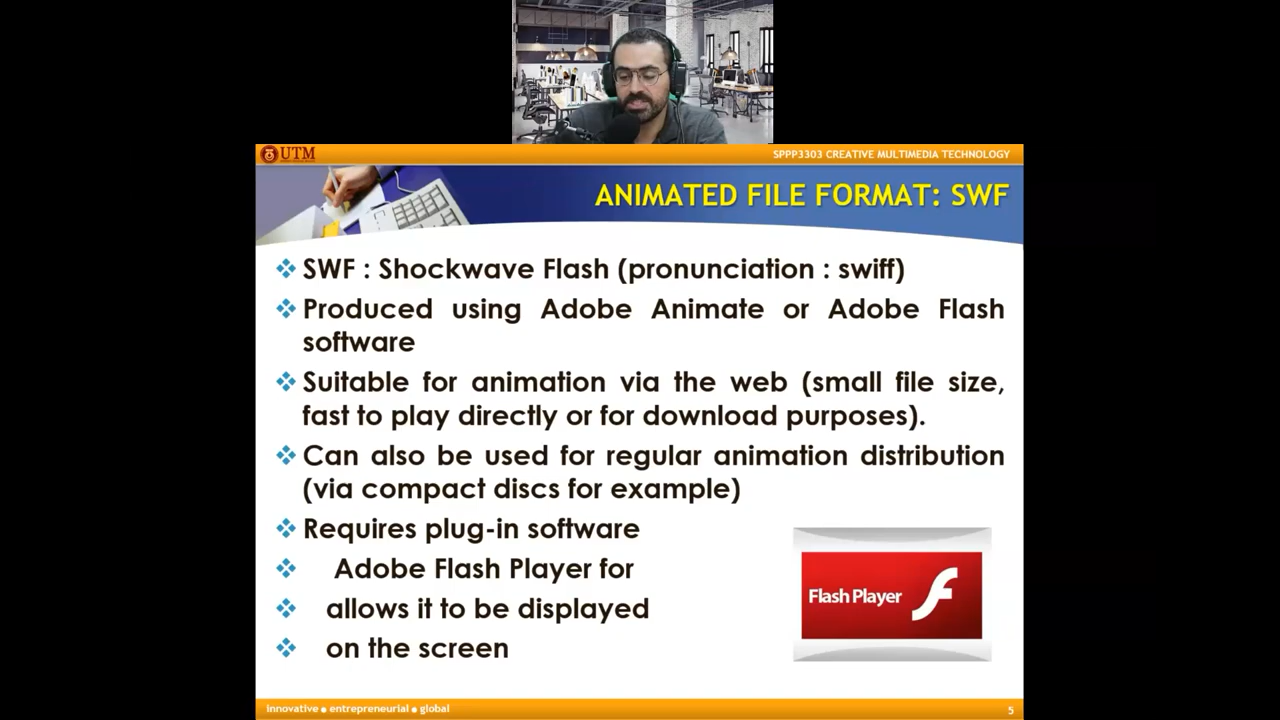 UTM
SPPP3303 CREATIVE MULTIMEDIA TECHNOLOGY
ANIMATED FILE FORMAT: SWF
SWF : Shockwave Flash (pronunciation : swiff)
Produced using Adobe Animate or Adobe Flash
software
Suitable for animation via the web (small file size,
fast to play directly or for download purposes).
Can also be used for regular animation distribution
(via compact discs for example)
Requires plug-in software
Adobe Flash Player for
allows it to be displayed
on the screen
Flash Player
innovative ● entrepreneurial ● global
5